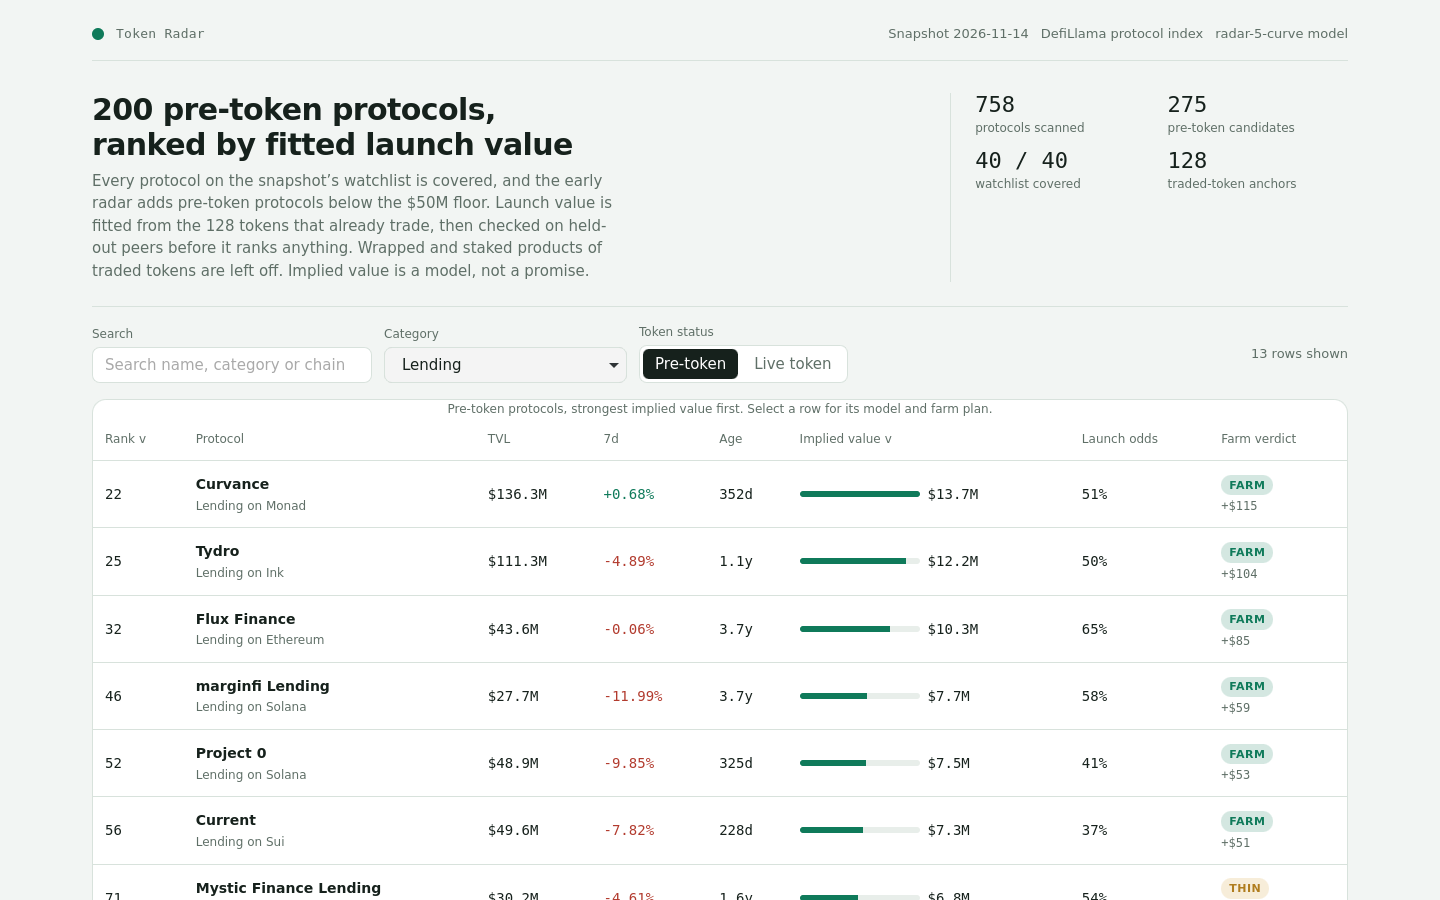 Token Radar
Snapshot 2026-11-14 DefiLlama protocol index radar-5-curve model
200 pre-token protocols,
ranked by fitted launch value
Every protocol on the snapshot’s watchlist is covered, and the early
radar adds pre-token protocols below the $50M floor. Launch value is
fitted from the 128 tokens that already trade, then checked on held-
out peers before it ranks anything. Wrapped and staked products of
traded tokens are left off. Implied value is a model, not a promise.
758
protocols scanned
275
pre-token candidates
40 / 40
watchlist covered
128
traded-token anchors
Search
Search name, category or chain
Category
Lending
Token status
Pre-token Live token
13 rows shown
Pre-token protocols, strongest implied value first. Select a row for its model and farm plan.
Rank v Protocol TVL 7d Age Implied value v Launch odds Farm verdict
22 Curvance $136.3M +0.68% 352d $13.7M 51% FARM
Lending on Monad +$115
25 Tydro $111.3M -4.89% 1.1y $12.2M 50% FARM
Lending on Ink +$104
32 Flux Finance $43.6M -0.06% 3.7y $10.3M 65% FARM
Lending on Ethereum +$85
46 marginfi Lending $27.7M -11.99% 3.7y $7.7M 58% FARM
Lending on Solana +$59
52 Project 0 $48.9M -9.85% 325d $7.5M 41% FARM
Lending on Solana +$53
56 Current $49.6M -7.82% 228d $7.3M 37% FARM
Lending on Sui +$51
71 Mystic Finance Lending $30.2M -4.61% 1.6y $6.8M 54% THIN